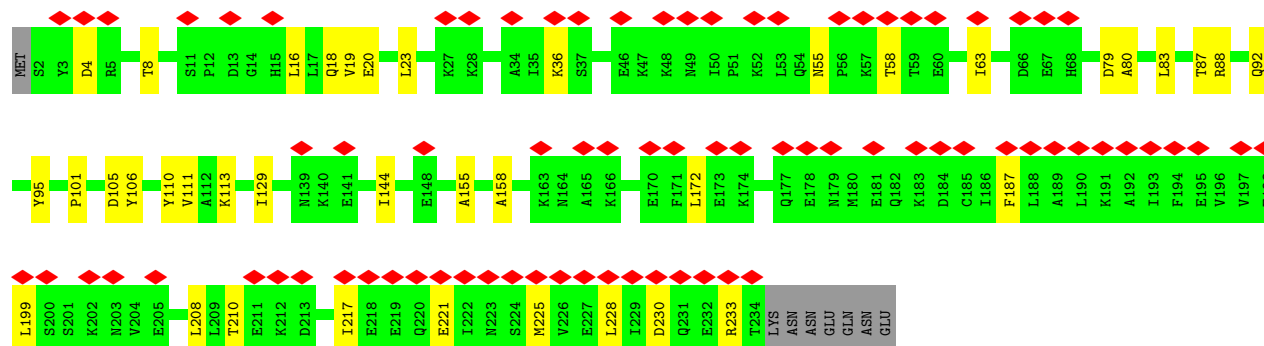 MET S2 Y3 D4 R5 T8 S11 P12 D13 G14 H15 L16 L17 Q18 V19 E20 L23 K27 K28 A34 I35 K36 S37 E46 K47 K48 N49 I50 P51 K52 L53 Q54 N55 P56 K57 T58 T59 E60 I63 D66 E67 H68 D79 A80 L83 T87 R88 Q92
Y95 P101 D105 Y106 Y110 V111 A112 K113 I129 N139 K140 E141 I144 E148 A155 A158 K163 N164 A165 K166 E170 F171 L172 E173 K174 Q177 E178 N179 M180 E181 Q182 K183 D184 C185 I186 F187 L188 A189 L190 K191 A192 I193 F194 E195 V196 V197
L199 S200 S201 K202 N203 V204 E205 L208 L209 T210 E211 K212 D213 I217 E218 E219 Q220 E221 I222 N223 S224 M225 V226 E227 L228 I229 D230 Q231 E232 R233 T234 LYS ASN ASN GLU GLN ASN GLU